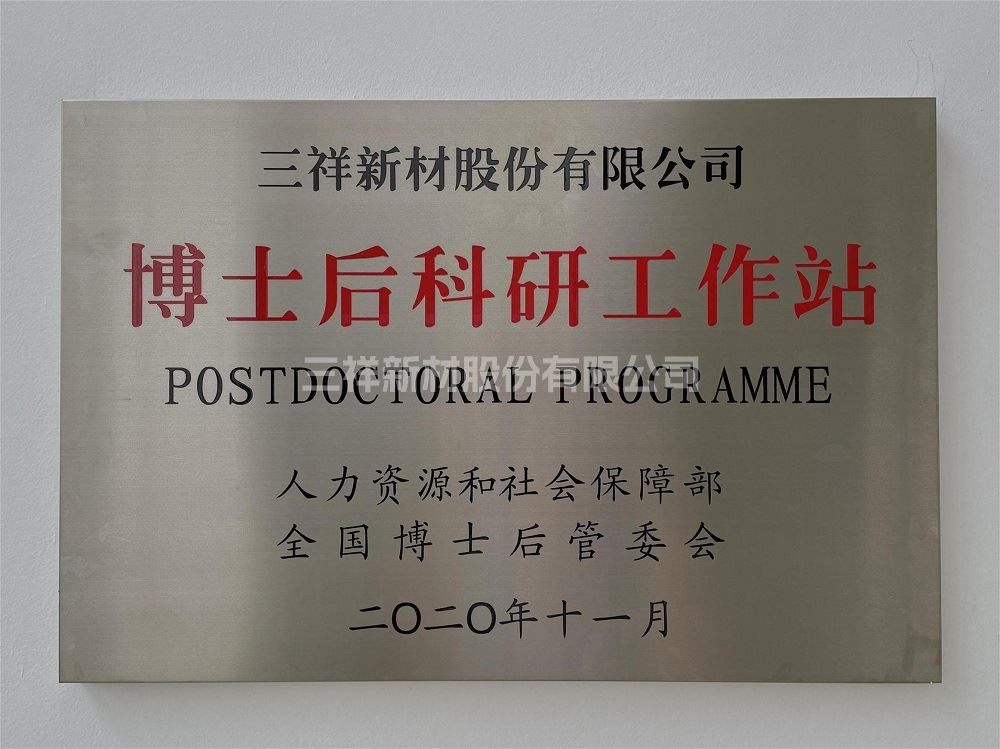 三祥新材股份有限公司
博士后科研工作站
三祥新材股份有限公司
POSTDOCTORAL PROGRAMME
人力资源和社会保障部
全国博士后管委会
二〇二〇年十一月